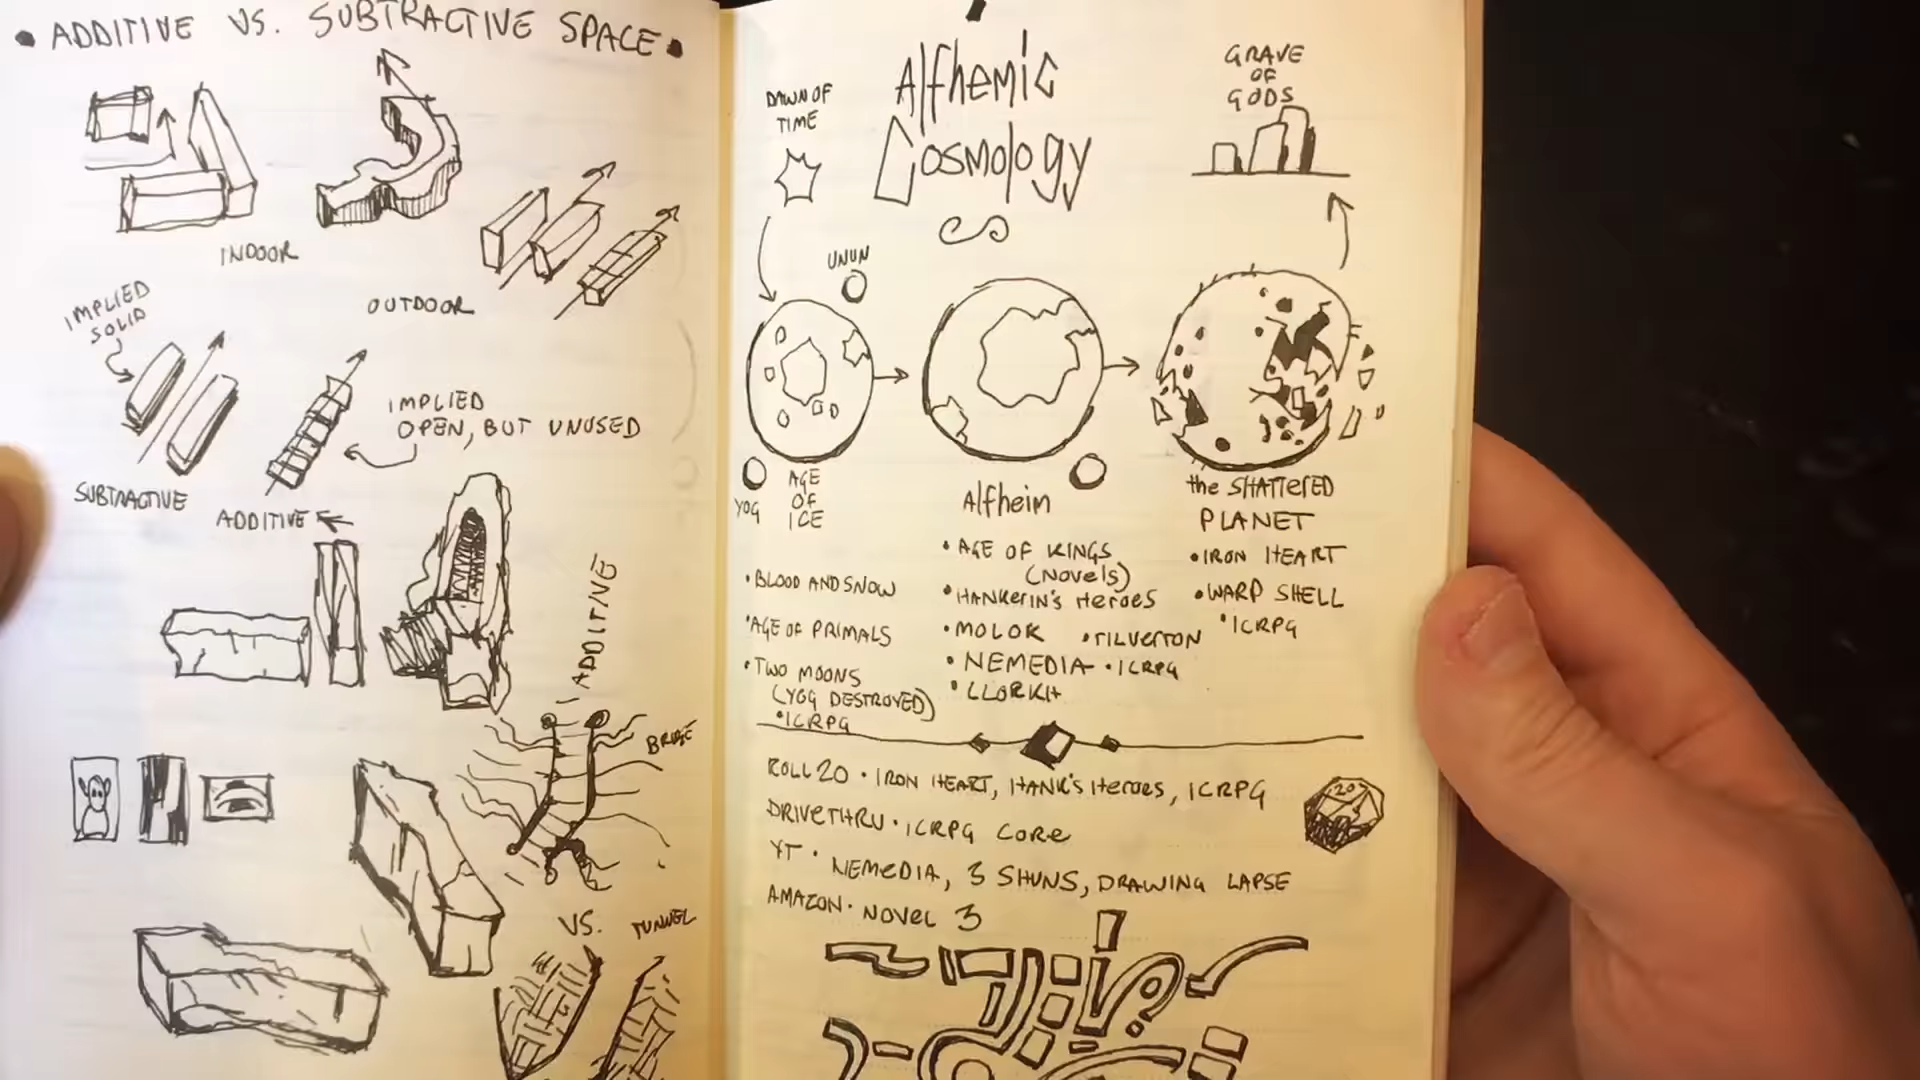 • ADDITIVE VS. SUBTRACTIVE SPACE •
INDOOR
OUTDOOR
IMPLIED
SOLID
IMPLIED
OPEN, BUT UNUSED
SUBTRACTIVE
ADDITIVE
ADDITIVE
BRIDGE
VS.
TUNNEL
Alfhemic
Cosmology
DAWN OF
TIME
GRAVE
OF
GODS
UNUN
YOG
AGE
OF
ICE
Alfheim
the SHATTERED
PLANET
• BLOOD AND SNOW
• AGE OF PRIMALS
• TWO MOONS
(YOG DESTROYED)
• ICRPG
• AGE OF KINGS
(Novels)
• HANKERIN'S HEROES
• MOLOK • TILVERTON
• NEMEDIA • ICRPG
• LLORKH
• IRON HEART
• WARP SHELL
• ICRPG
ROLL 20 • IRON HEART, HANK'S HEROES, ICRPG
20
DRIVETHRU • ICRPG CORE
YT • NEMEDIA, 3 SHUNS, DRAWING LAPSE
AMAZON • NOVEL 3